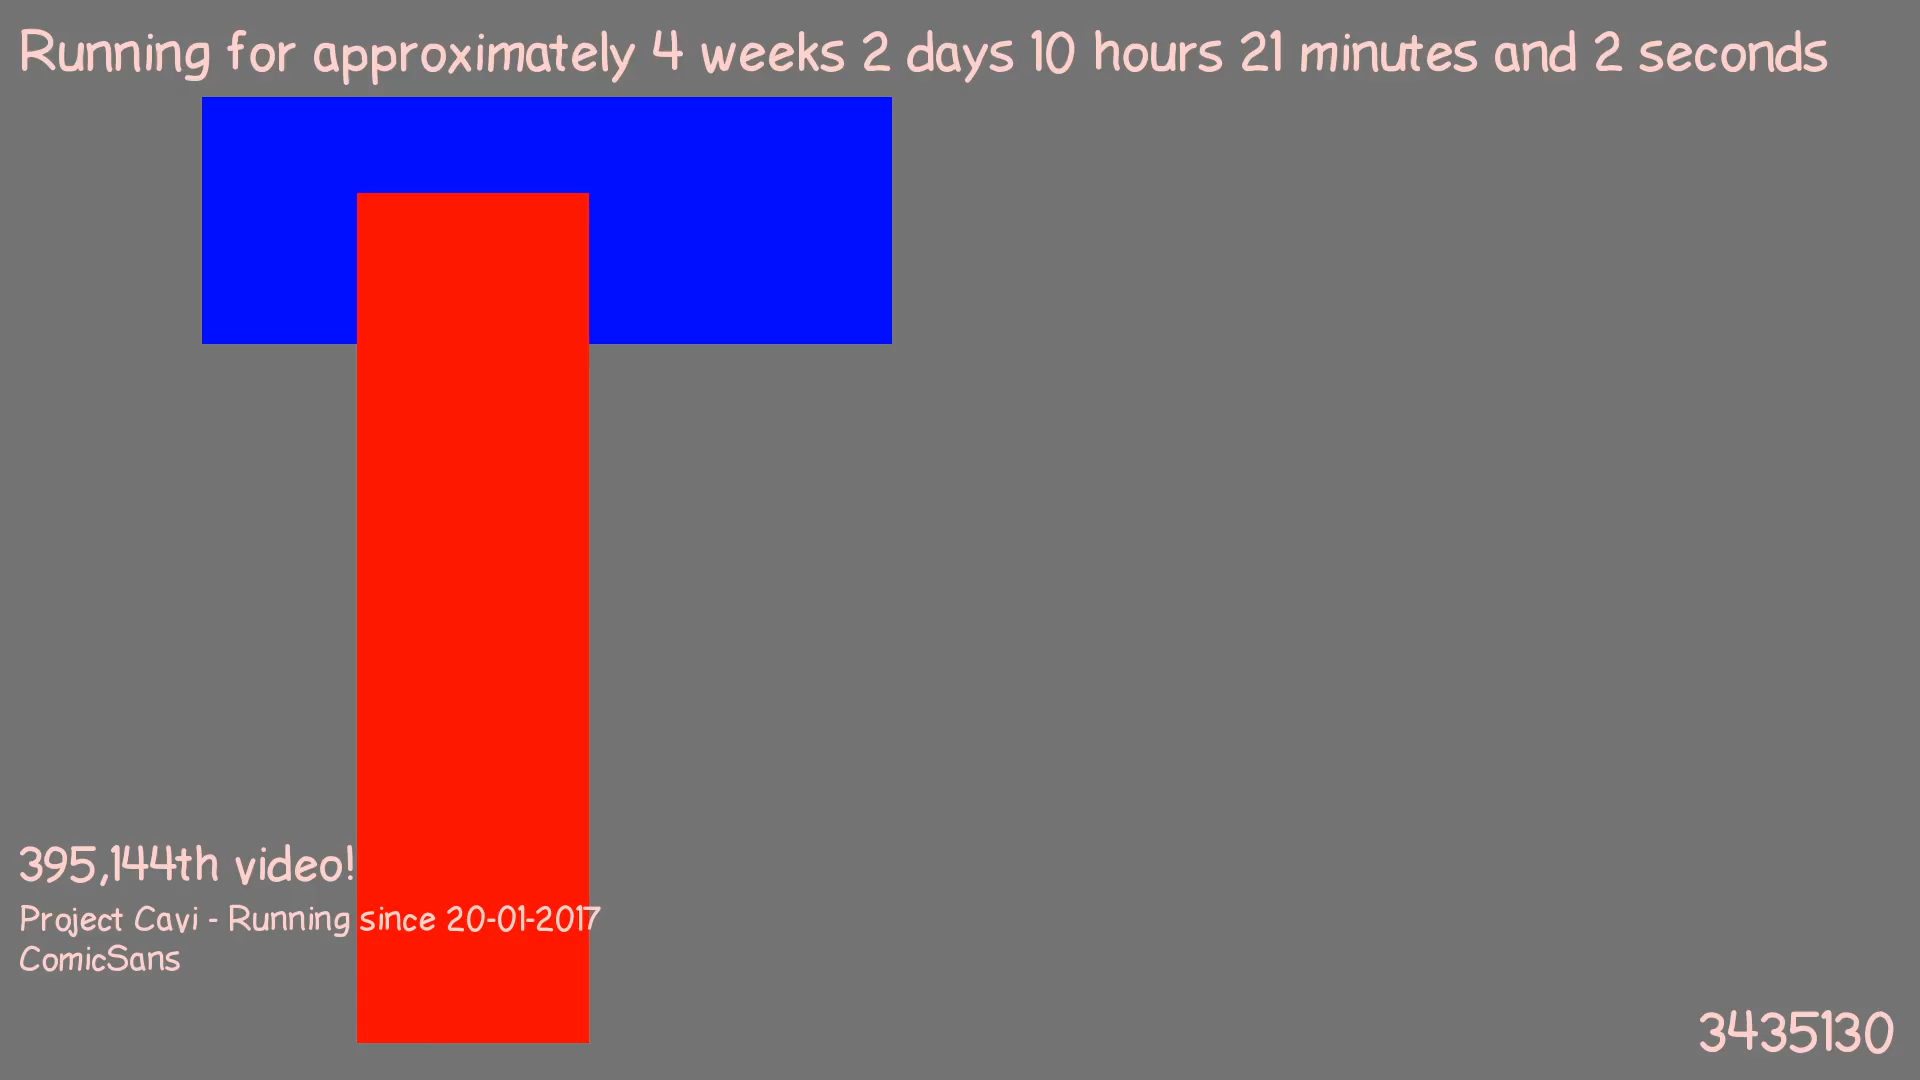 Running for approximately 4 weeks 2 days 10 hours 21 minutes and 2 seconds
395,144th video!
Project Cavi - Running since 20-01-2017
ComicSans
3435130